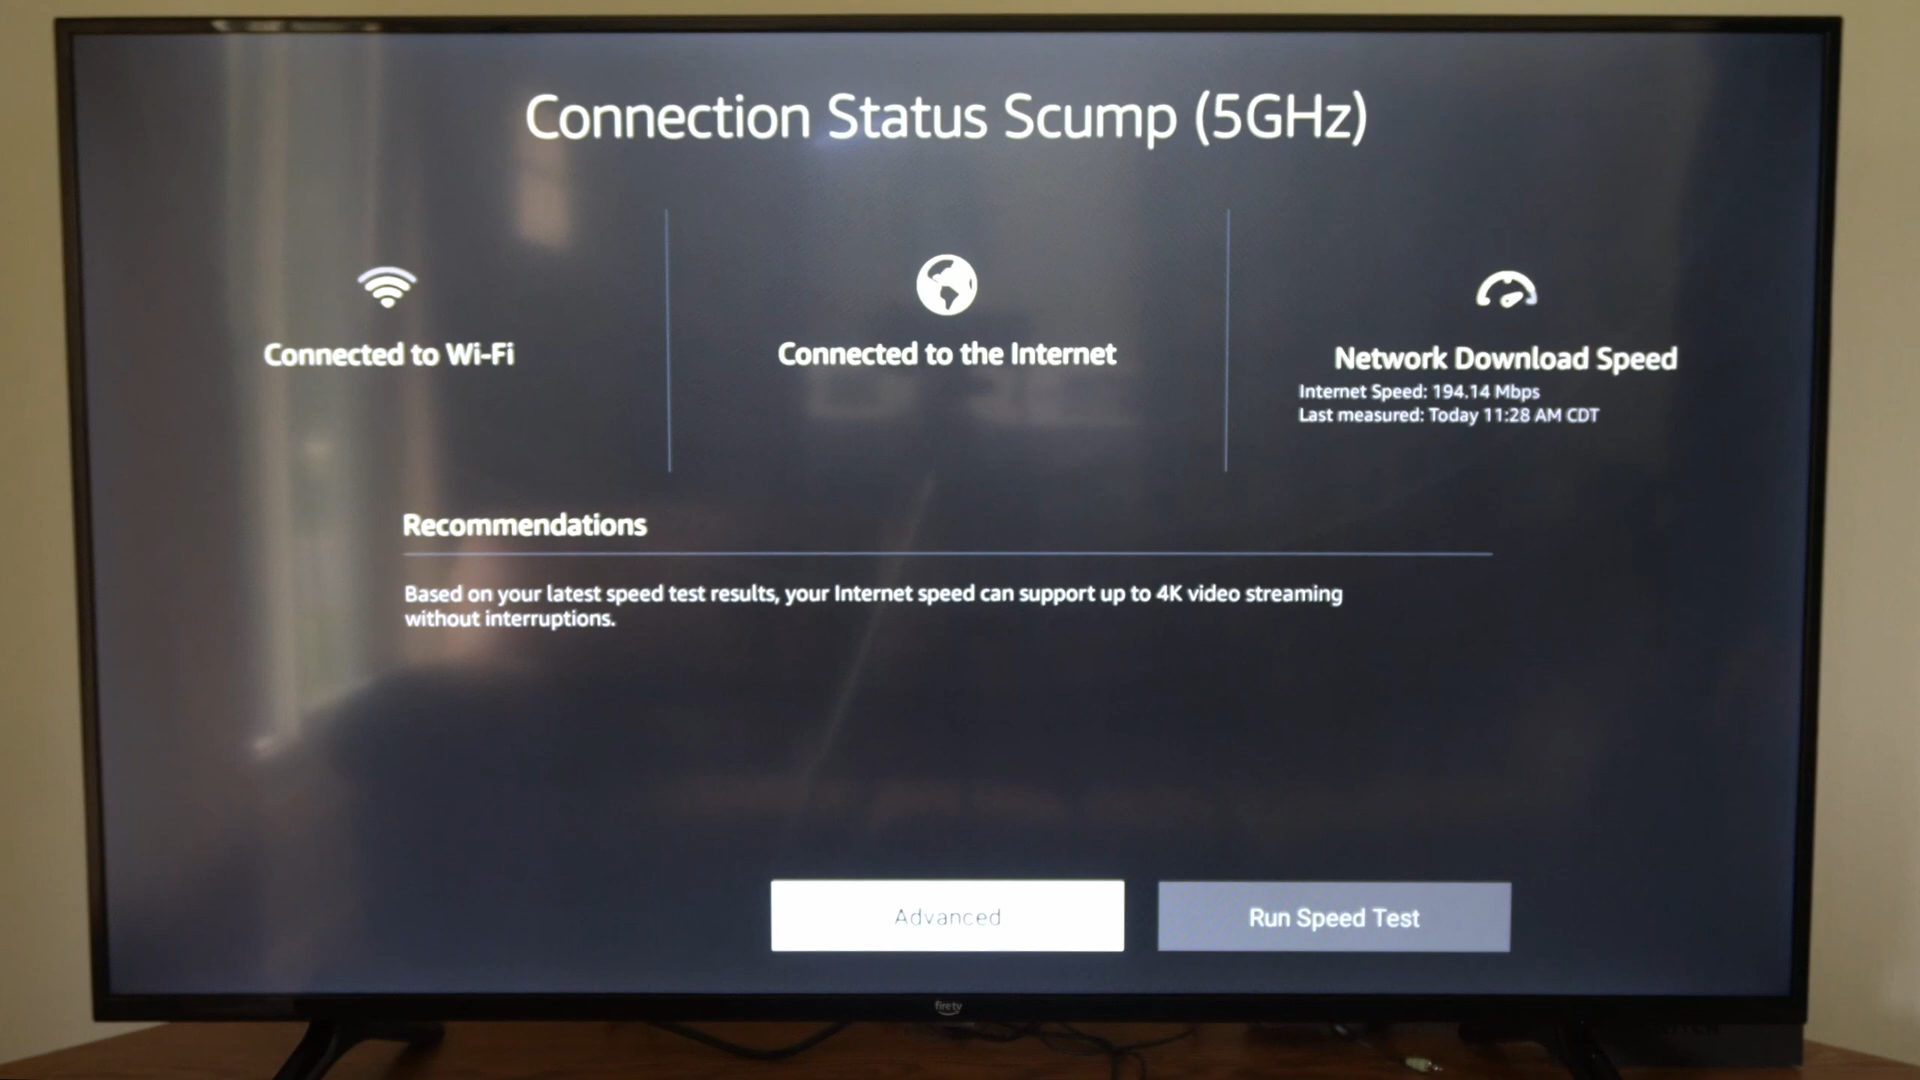 Connection Status Scump (5GHz)
Connected to Wi-Fi
Connected to the Internet
Network Download Speed
Internet Speed: 194.14 Mbps
Last measured: Today 11:28 AM CDT
Recommendations
Based on your latest speed test results, your Internet speed can support up to 4K video streaming
without interruptions.
Advanced
Run Speed Test
fire tv